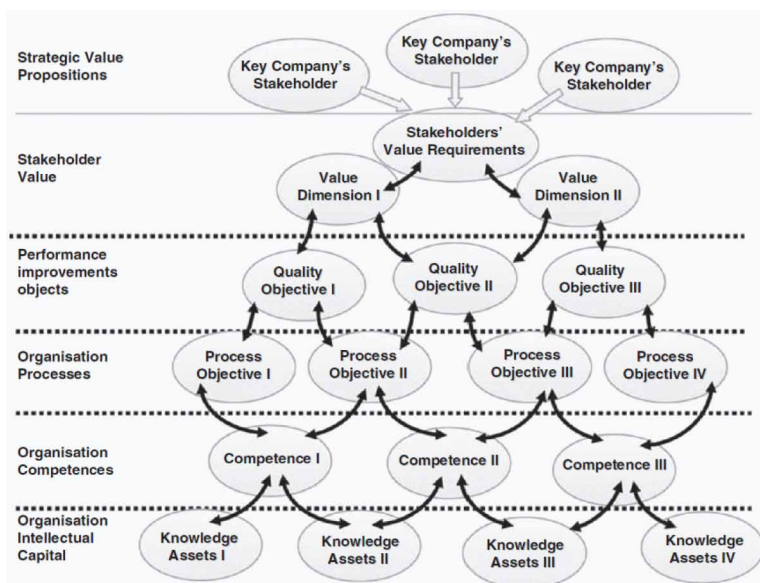 Strategic Value
Propositions
Key Company's
Stakeholder
Key Company's
Stakeholder
Key Company's
Stakeholder
Stakeholders'
Value Requirements
Stakeholder
Value
Value
Dimension I
Value
Dimension II
Performance
improvements
objects
Quality
Objective I
Quality
Objective II
Quality
Objective III
Organisation
Processes
Process
Objective I
Process
Objective II
Process
Objective III
Process
Objective IV
Organisation
Competences
Competence I
Competence II
Competence III
Organisation
Intellectual
Capital
Knowledge
Assets I
Knowledge
Assets II
Knowledge
Assets III
Knowledge
Assets IV